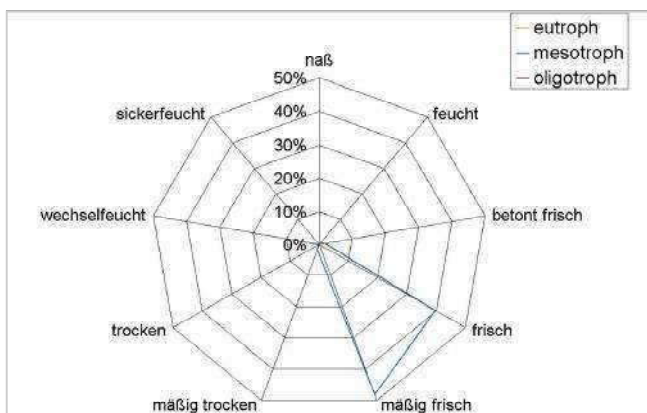 eutroph
mesotroph
oligotroph
naß
50%
40%
30%
20%
10%
0%
sickerfeucht
feucht
wechselfeucht
betont frisch
trocken
frisch
mäßig trocken
mäßig frisch